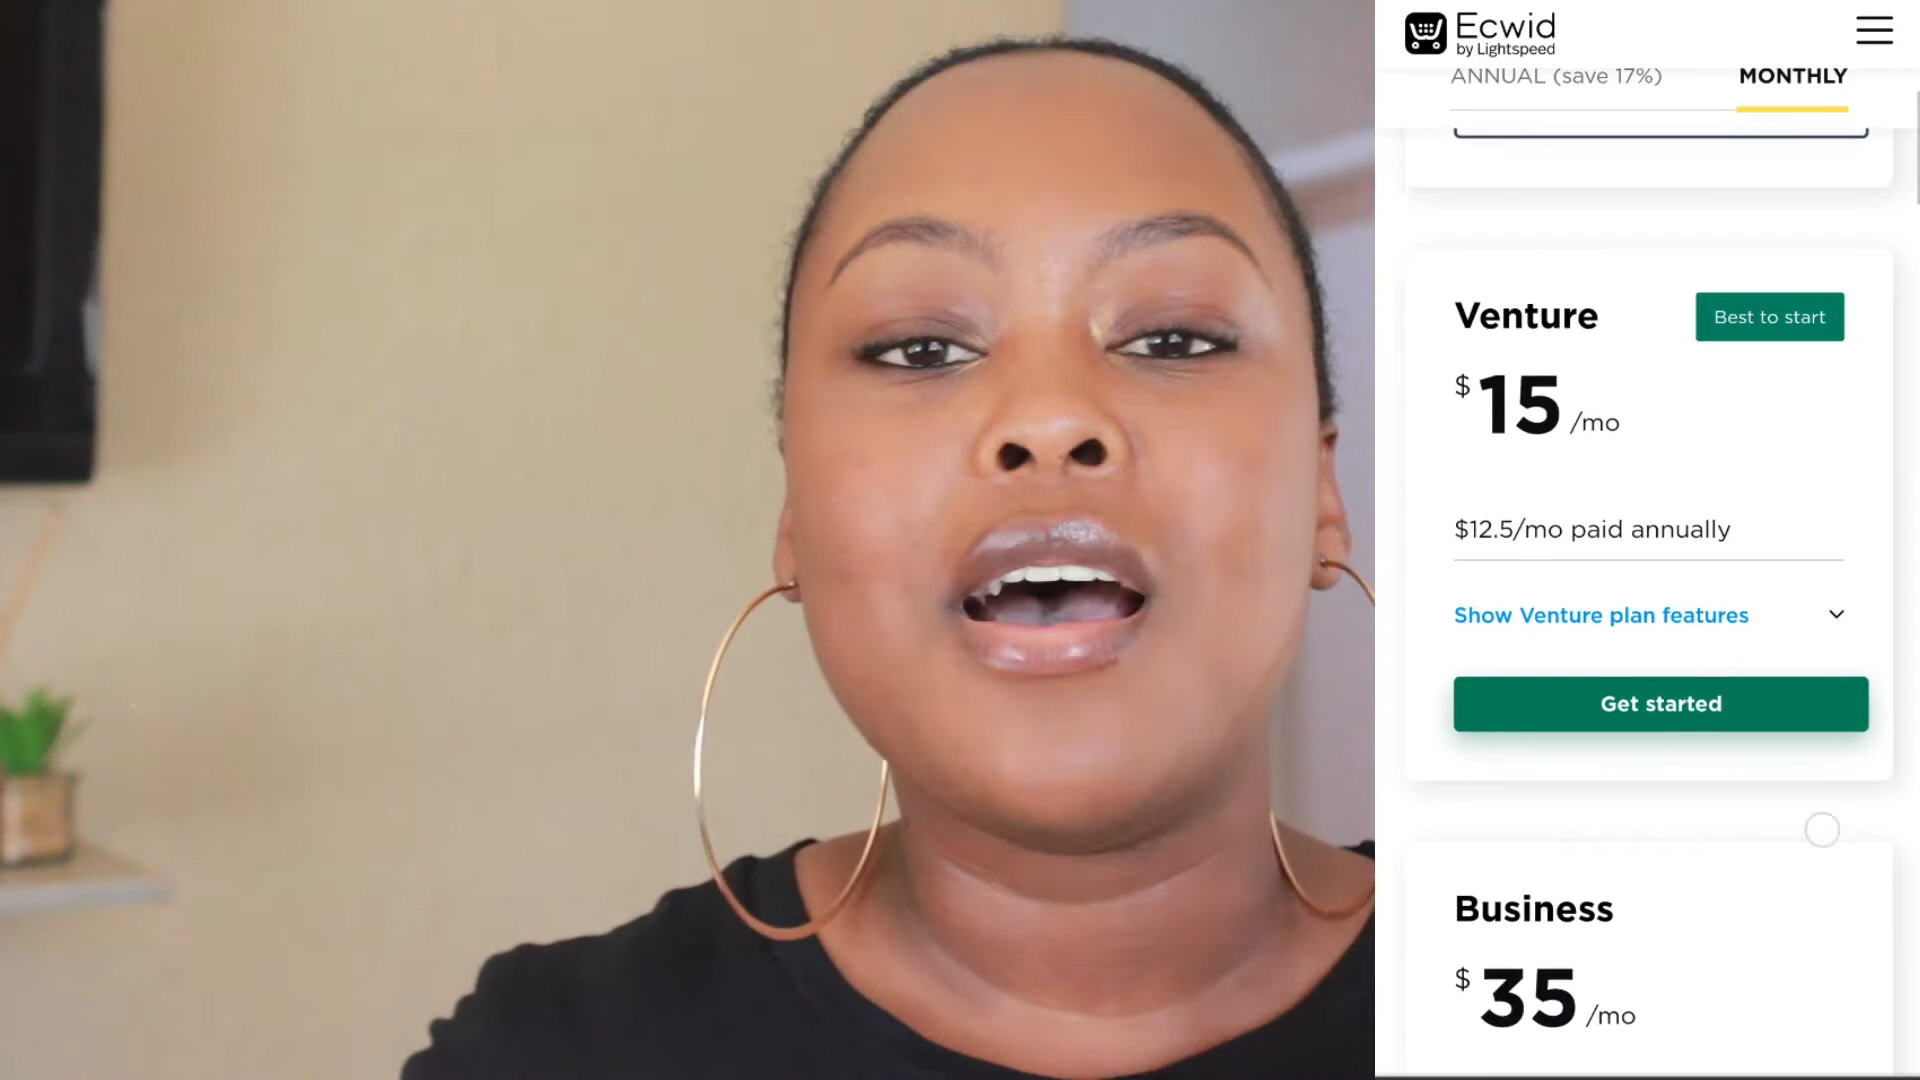 Ecwid
by Lightspeed
ANNUAL (save 17%) MONTHLY
Venture Best to start
$15/mo
$12.5/mo paid annually
Show Venture plan features
Get started
Business
$35/mo